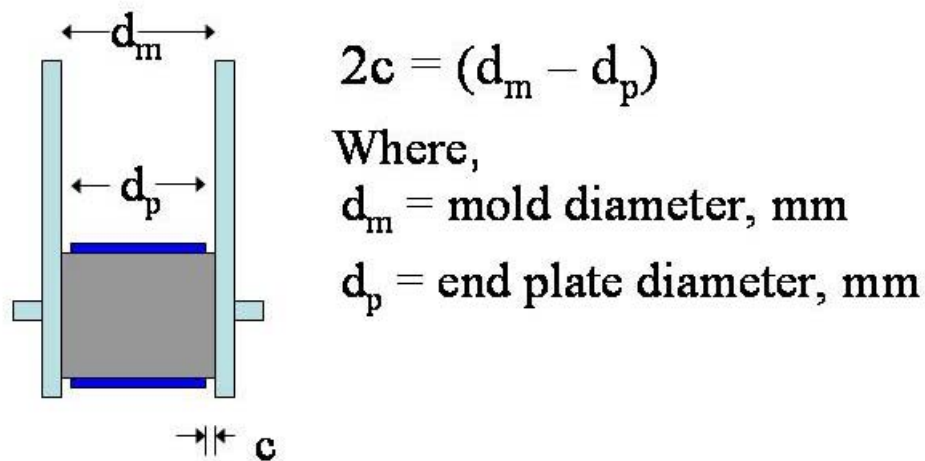 dₘ
2c = (dₘ – dₚ)
Where,
dₚ
dₘ = mold diameter, mm
dₚ = end plate diameter, mm
c